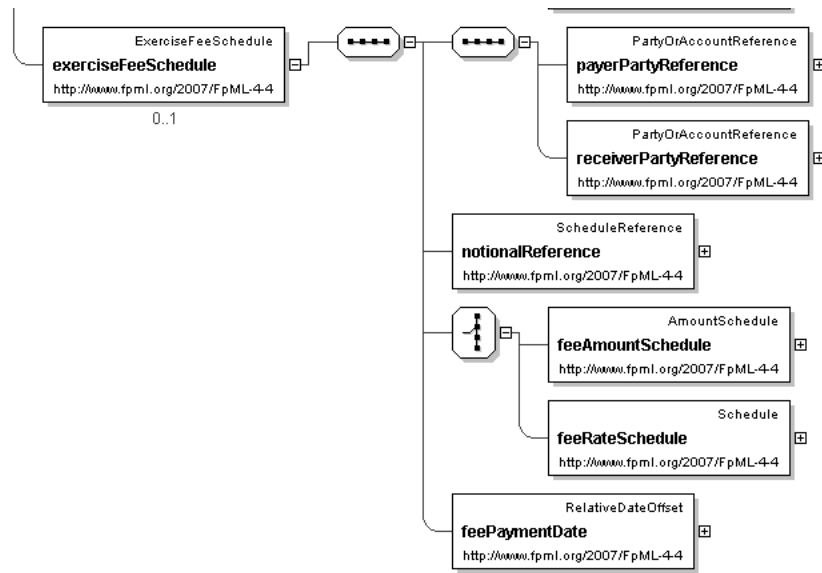 ExerciseFeeSchedule
exerciseFeeSchedule
http://www.fpml.org/2007/FpML-4-4
0..1
PartyOrAccountReference
payerPartyReference
http://www.fpml.org/2007/FpML-4-4
PartyOrAccountReference
receiverPartyReference
http://www.fpml.org/2007/FpML-4-4
ScheduleReference
notionalReference
http://www.fpml.org/2007/FpML-4-4
AmountSchedule
feeAmountSchedule
http://www.fpml.org/2007/FpML-4-4
Schedule
feeRateSchedule
http://www.fpml.org/2007/FpML-4-4
RelativeDateOffset
feePaymentDate
http://www.fpml.org/2007/FpML-4-4